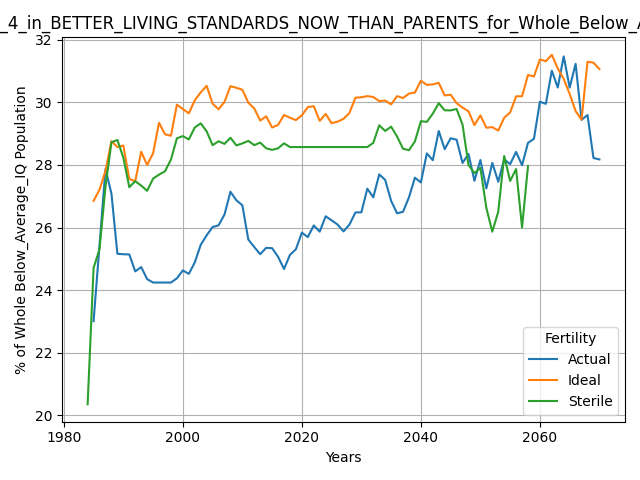 _4_in_BETTER_LIVING_STANDARDS_NOW_THAN_PARENTS_for_Whole_Below_A
32
30
28
26
24
22
20
% of Whole Below_Average_IQ Population
1980
2000
2020
2040
2060
Years
Fertility
Actual
Ideal
Sterile